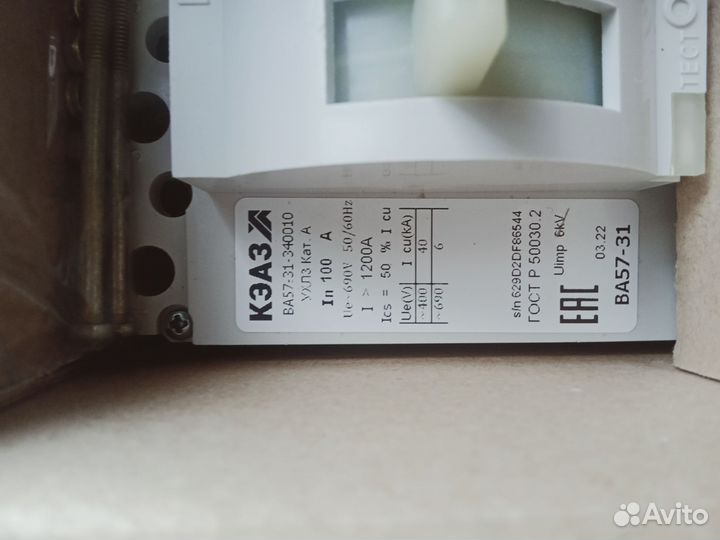 ТЕСТ
КЭАЗ
ВА57-31-340010
УХЛ3 Кат. А
In 100 А
Ue~690V 50/60Hz
I > 1200A
Ics = 50 % I cu
Ue(V) I cu(kA)
~400 40
~690 6
s/n 629D2DF86544
ГОСТ Р 50030.2
EAC Uimp 6kV
03.22
ВА57-31
Avito